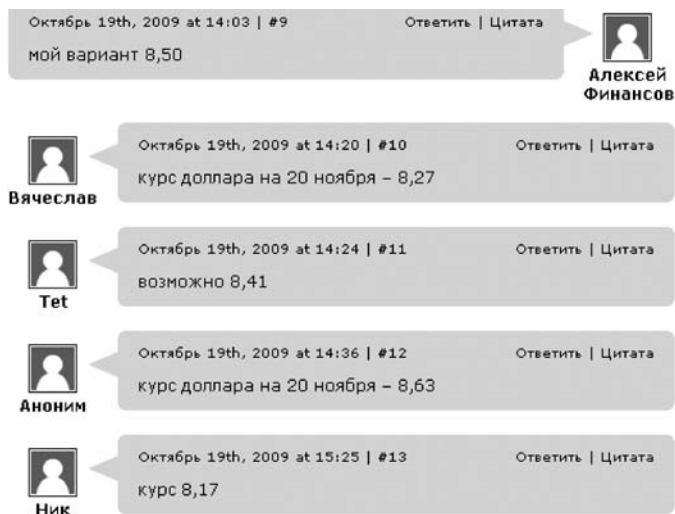 Октябрь 19th, 2009 at 14:03 | #9 Ответить | Цитата
мой вариант 8,50
Алексей
Финансов
Октябрь 19th, 2009 at 14:20 | #10 Ответить | Цитата
курс доллара на 20 ноября – 8,27
Вячеслав
Октябрь 19th, 2009 at 14:24 | #11 Ответить | Цитата
возможно 8,41
Tet
Октябрь 19th, 2009 at 14:36 | #12 Ответить | Цитата
курс доллара на 20 ноября – 8,63
Аноним
Октябрь 19th, 2009 at 15:25 | #13 Ответить | Цитата
курс 8,17
Ник